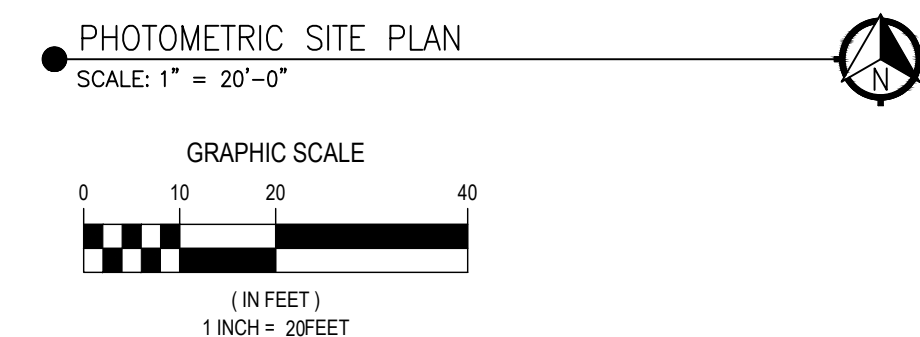 PHOTOMETRIC SITE PLAN
SCALE: 1" = 20'-0"
N
GRAPHIC SCALE
0 10 20 40
( IN FEET )
1 INCH = 20FEET